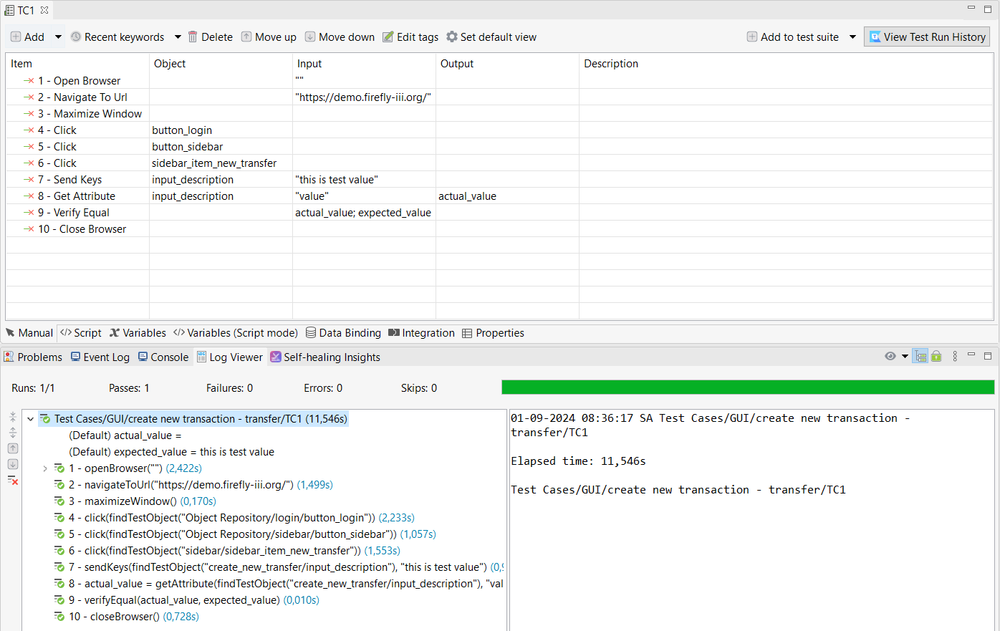 TC1
Add Recent keywords Delete Move up Move down Edit tags Set default view Add to test suite View Test Run History
Item Object Input Output Description
1 - Open Browser ""
2 - Navigate To Url "https://demo.firefly-iii.org/"
3 - Maximize Window
4 - Click button_login
5 - Click button_sidebar
6 - Click sidebar_item_new_transfer
7 - Send Keys input_description "this is test value"
8 - Get Attribute input_description "value" actual_value
9 - Verify Equal actual_value; expected_value
10 - Close Browser
Manual </> Script Variables </> Variables (Script mode) Data Binding Integration Properties
Problems Event Log Console Log Viewer Self-healing Insights
Runs: 1/1 Passes: 1 Failures: 0 Errors: 0 Skips: 0
Test Cases/GUI/create new transaction - transfer/TC1 (11,546s)
(Default) actual_value =
(Default) expected_value = this is test value
1 - openBrowser("") (2,422s)
2 - navigateToUrl("https://demo.firefly-iii.org/") (1,499s)
3 - maximizeWindow() (0,170s)
4 - click(findTestObject("Object Repository/login/button_login")) (2,233s)
5 - click(findTestObject("Object Repository/sidebar/button_sidebar")) (1,057s)
6 - click(findTestObject("sidebar/sidebar_item_new_transfer")) (1,553s)
7 - sendKeys(findTestObject("create_new_transfer/input_description"), "this is test value") (0,
8 - actual_value = getAttribute(findTestObject("create_new_transfer/input_description"), "val
9 - verifyEqual(actual_value, expected_value) (0,010s)
10 - closeBrowser() (0,728s)
01-09-2024 08:36:17 SA Test Cases/GUI/create new transaction -
transfer/TC1
Elapsed time: 11,546s
Test Cases/GUI/create new transaction - transfer/TC1